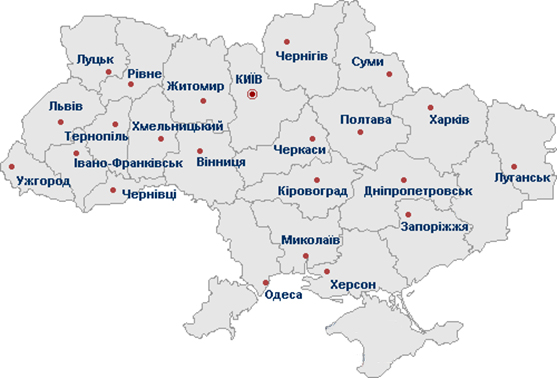 Чернігів
Луцьк
Суми
Рівне
КИЇВ
Житомир
Львів
Харків
Полтава
Хмельницький
Тернопіль
Черкаси
Вінниця
Івано-Франківськ
Луганськ
Ужгород
Кіровоград
Дніпропетровськ
Чернівці
Запоріжжя
Миколаїв
Херсон
Одеса